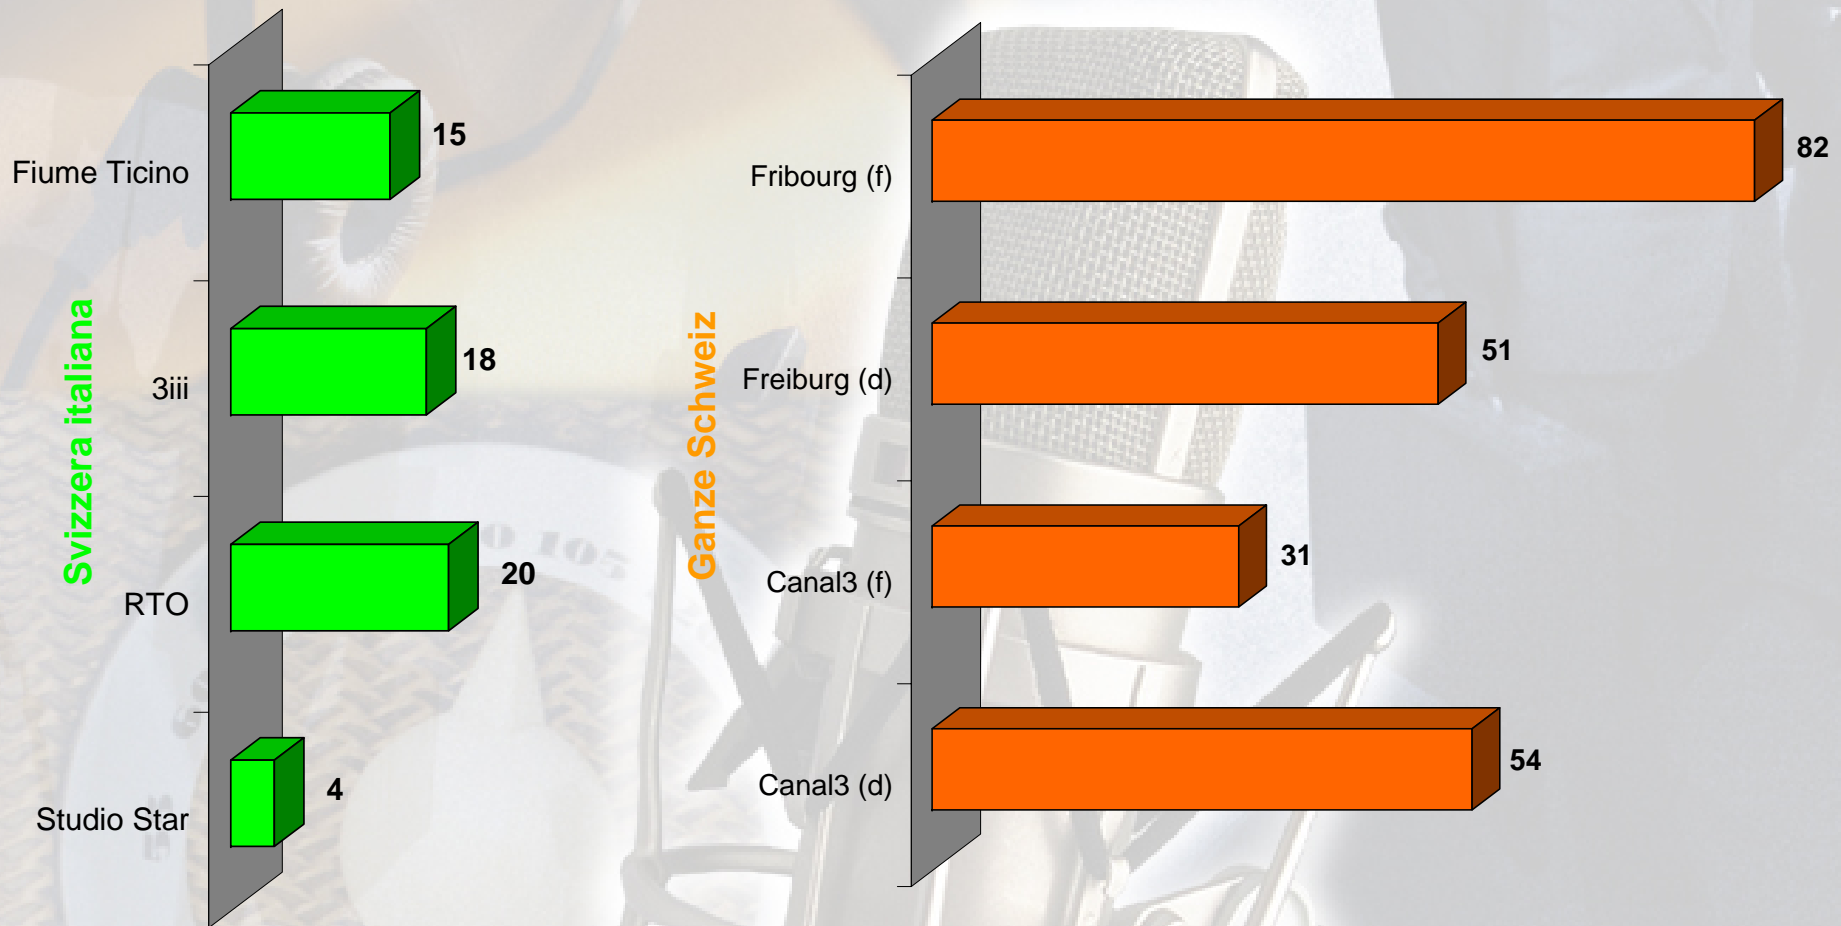 Svizzera italiana
Fiume Ticino
15
3iii
18
RTO
20
Studio Star
4
Ganze Schweiz
Fribourg (f)
82
Freiburg (d)
51
Canal3 (f)
31
Canal3 (d)
54
105